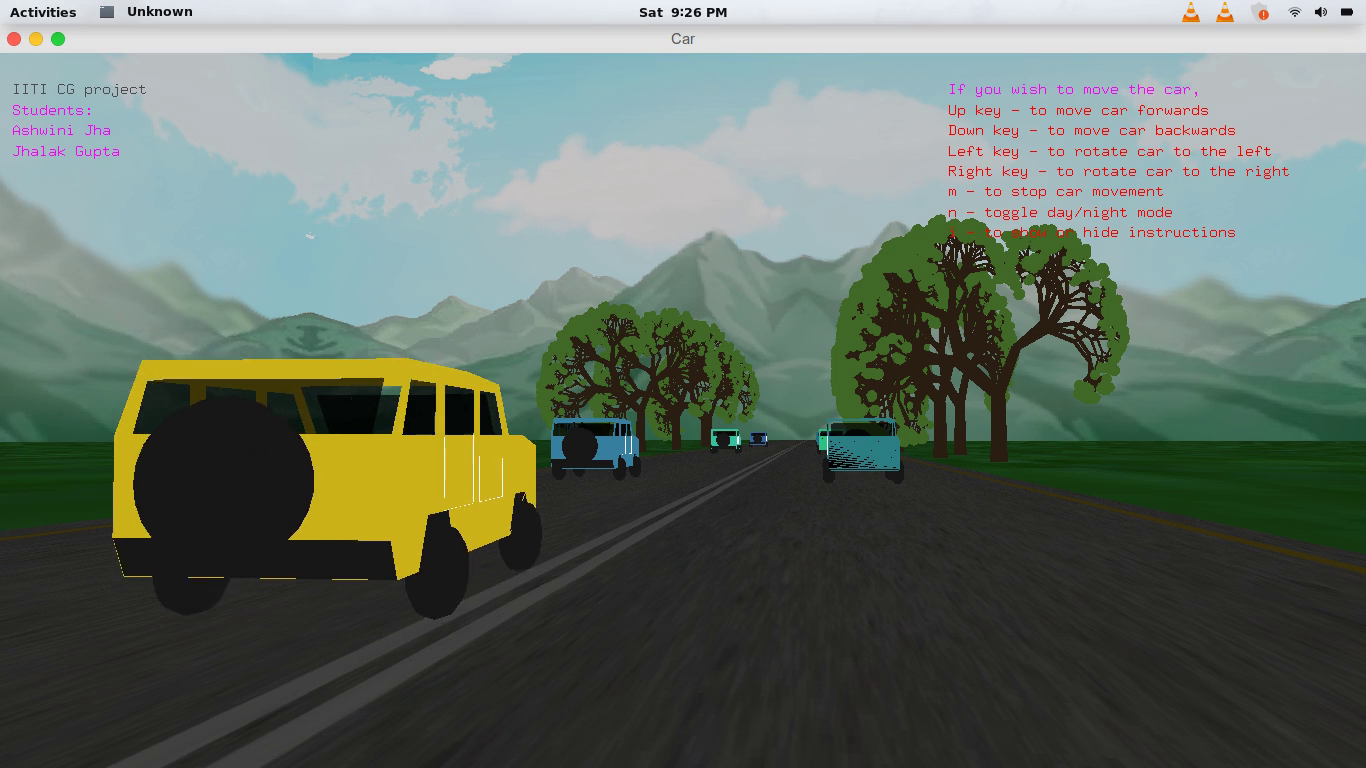 Activities Unknown Sat 9:26 PM
Car
IITI CG project
Students:
Ashwini Jha
Jhalak Gupta
If you wish to move the car,
Up key - to move car forwards
Down key - to move car backwards
Left key - to rotate car to the left
Right key - to rotate car to the right
m - to stop car movement
n - toggle day/night mode
- to show or hide instructions